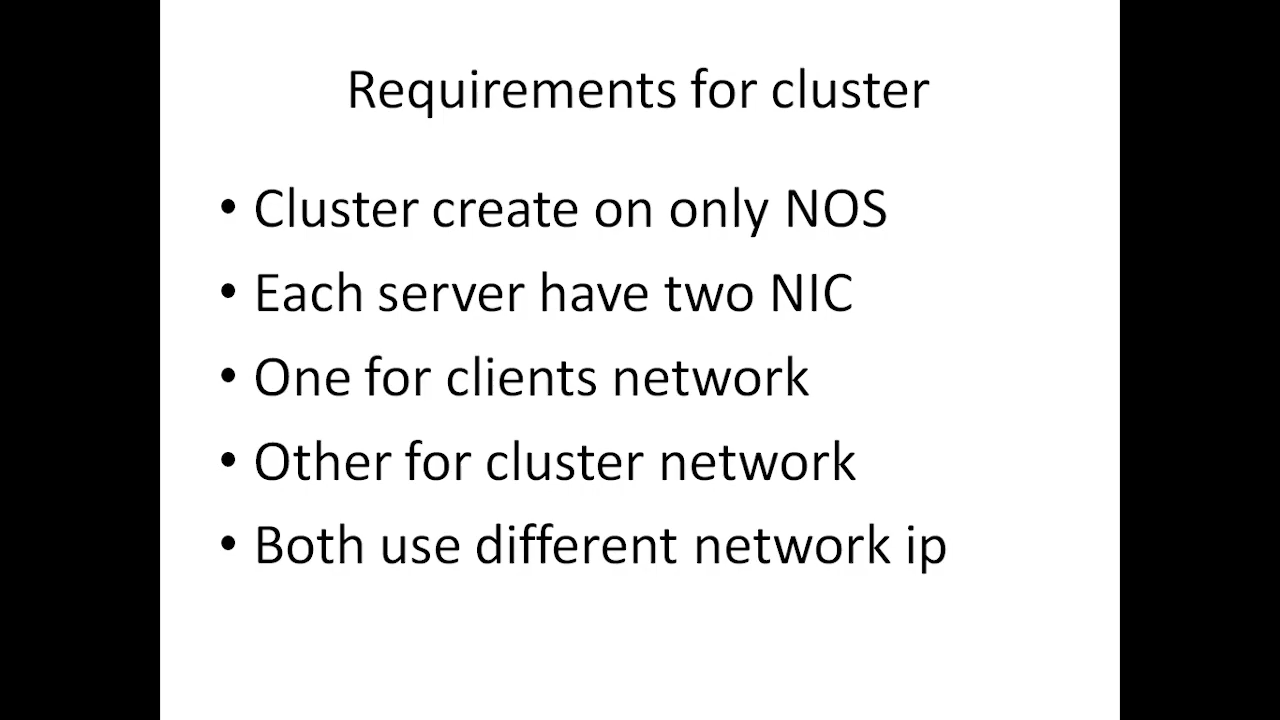 Requirements for cluster
• Cluster create on only NOS
• Each server have two NIC
• One for clients network
• Other for cluster network
• Both use different network ip